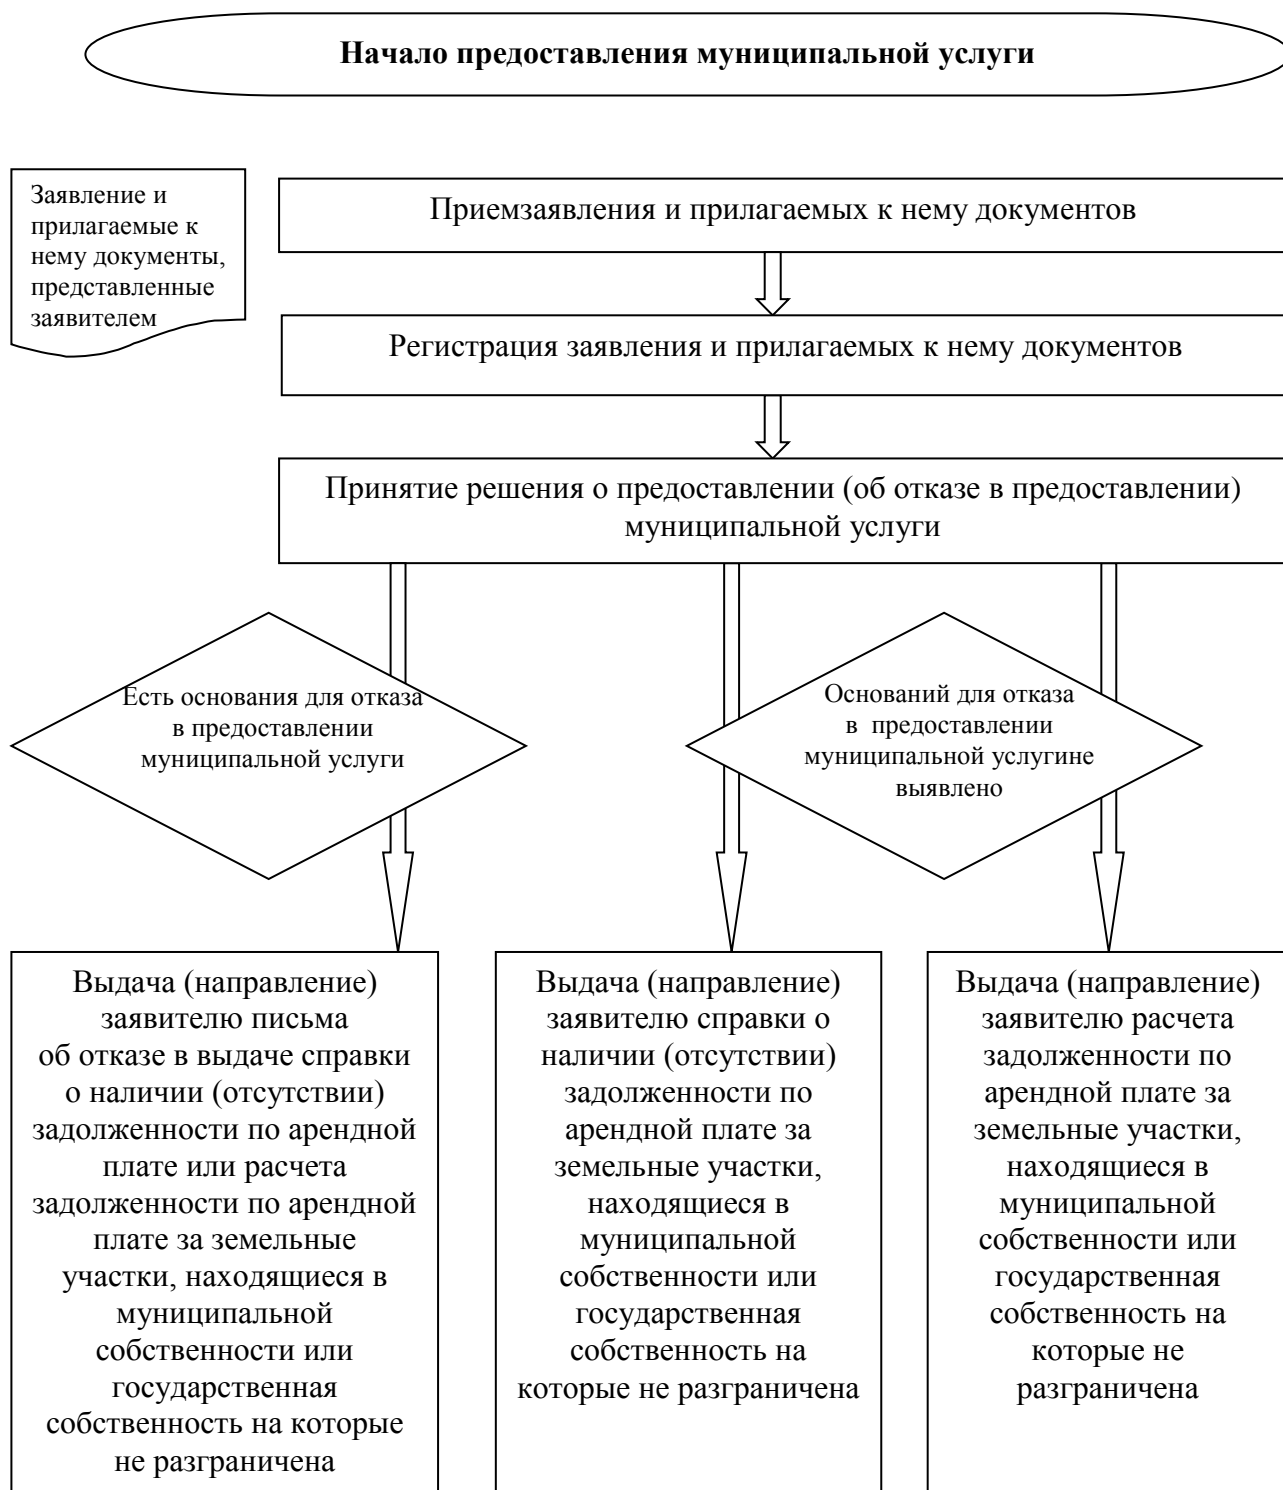 Начало предоставления муниципальной услуги
Заявление и
прилагаемые к
нему документы,
представленные
заявителем
Приемзаявления и прилагаемых к нему документов
Регистрация заявления и прилагаемых к нему документов
Принятие решения о предоставлении (об отказе в предоставлении)
муниципальной услуги
Есть основания для отказа
в предоставлении
муниципальной услуги
Оснований для отказа
в предоставлении
муниципальной услугине
выявлено
Выдача (направление)
заявителю письма
об отказе в выдаче справки
о наличии (отсутствии)
задолженности по арендной
плате или расчета
задолженности по арендной
плате за земельные
участки, находящиеся в
муниципальной
собственности или
государственная
собственность на которые
не разграничена
Выдача (направление)
заявителю справки о
наличии (отсутствии)
задолженности по
арендной плате за
земельные участки,
находящиеся в
муниципальной
собственности или
государственная
собственность на
которые не разграничена
Выдача (направление)
заявителю расчета
задолженности по
арендной плате за
земельные участки,
находящиеся в
муниципальной
собственности или
государственная
собственность на
которые не
разграничена